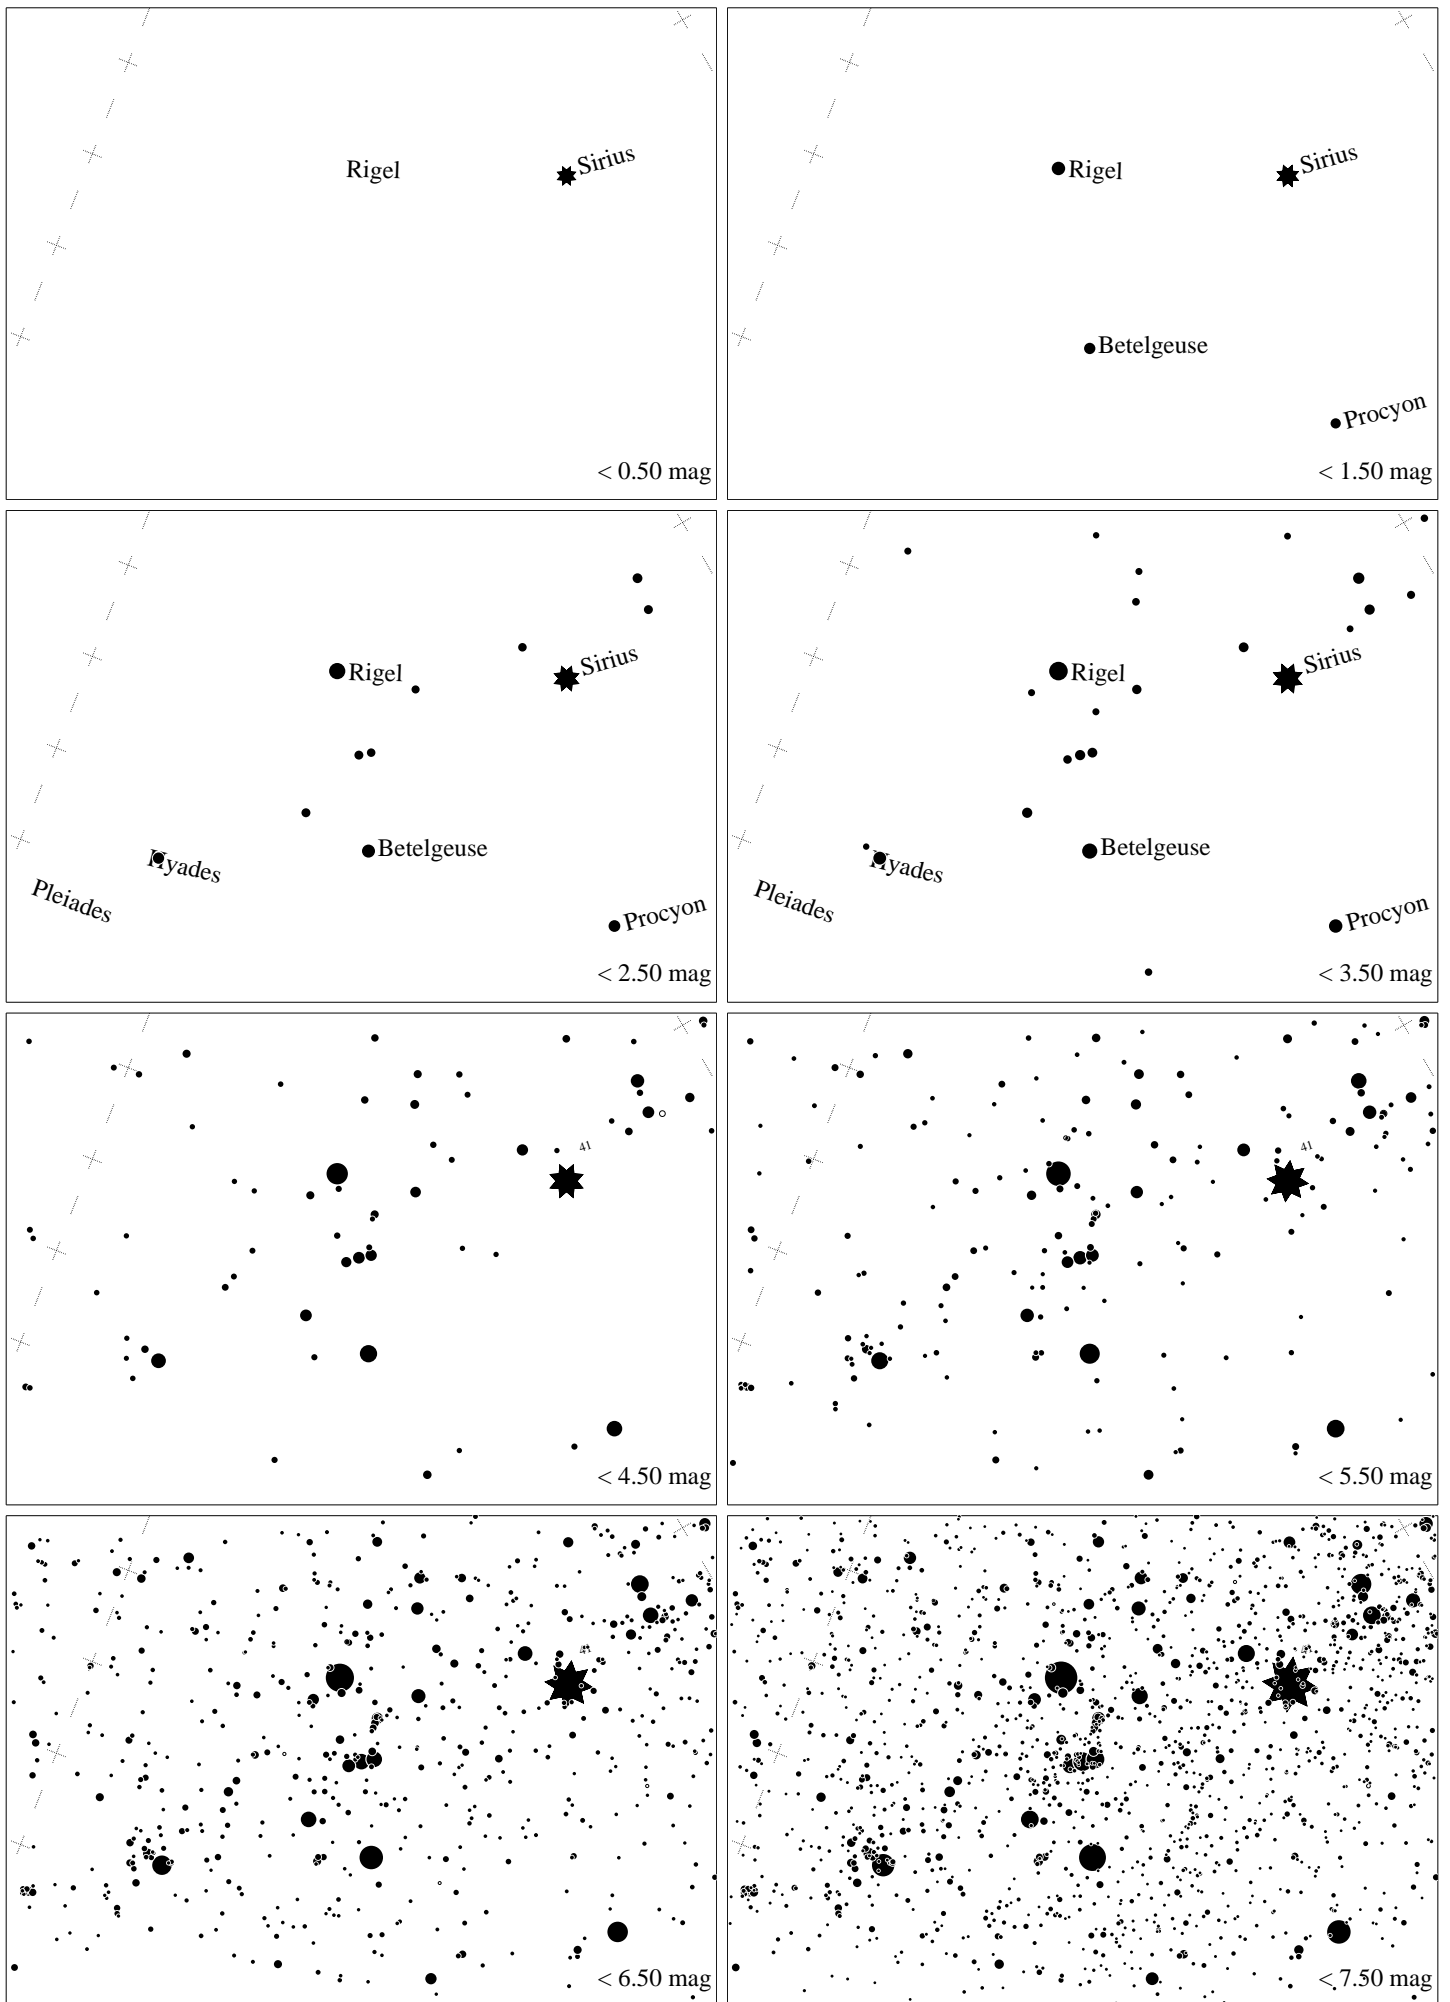 Rigel
Sirius
< 0.50 mag
Rigel
Sirius
Betelgeuse
Procyon
< 1.50 mag
Rigel
Sirius
Hyades
Betelgeuse
Pleiades
Procyon
< 2.50 mag
Rigel
Sirius
Hyades
Betelgeuse
Pleiades
Procyon
< 3.50 mag
41
< 4.50 mag
41
< 5.50 mag
< 6.50 mag
< 7.50 mag